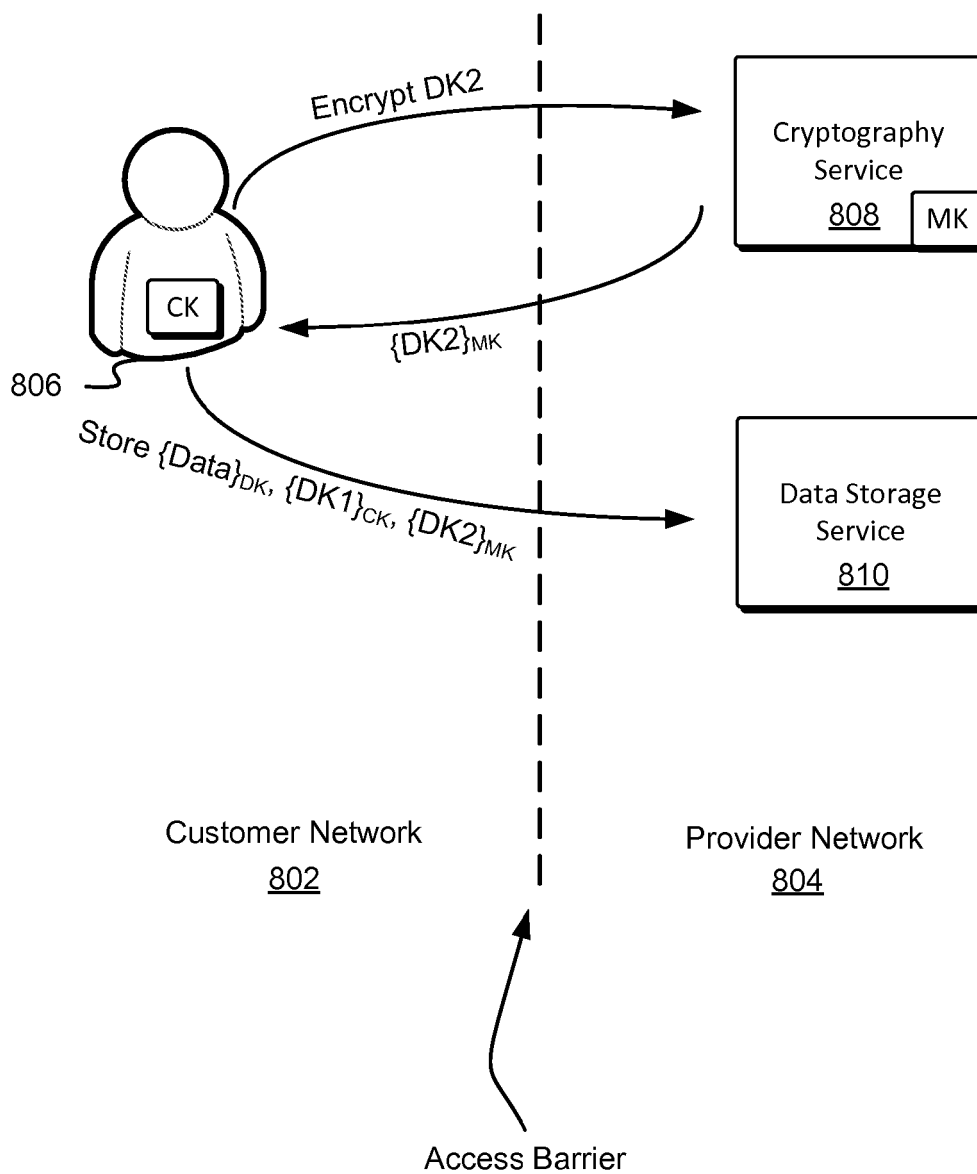 Encrypt DK2
Cryptography
Service
808
MK
CK
{DK2}MK
806
Store {Data}DK, {DK1}CK, {DK2}MK
Data Storage
Service
810
Customer Network
802
Provider Network
804
Access Barrier